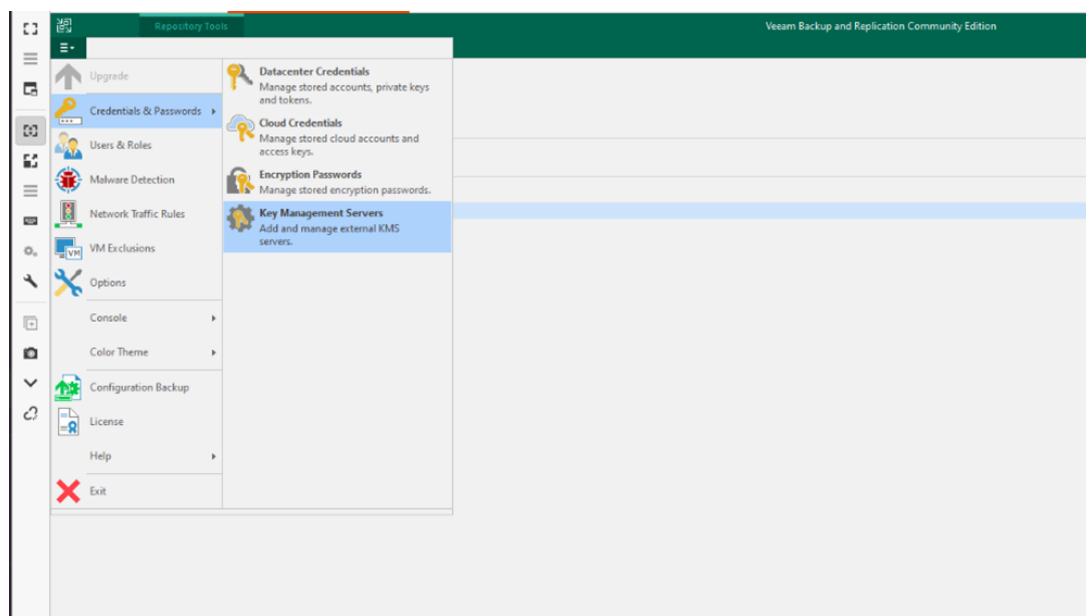 Repository Tools
Veeam Backup and Replication Community Edition
Upgrade
Credentials & Passwords
Users & Roles
Malware Detection
Network Traffic Rules
VM
VM Exclusions
Options
Console
Color Theme
Configuration Backup
License
Help
Exit
Datacenter Credentials
Manage stored accounts, private keys
and tokens.
Cloud Credentials
Manage stored cloud accounts and
access keys.
Encryption Passwords
Manage stored encryption passwords.
Key Management Servers
Add and manage external KMS
servers.